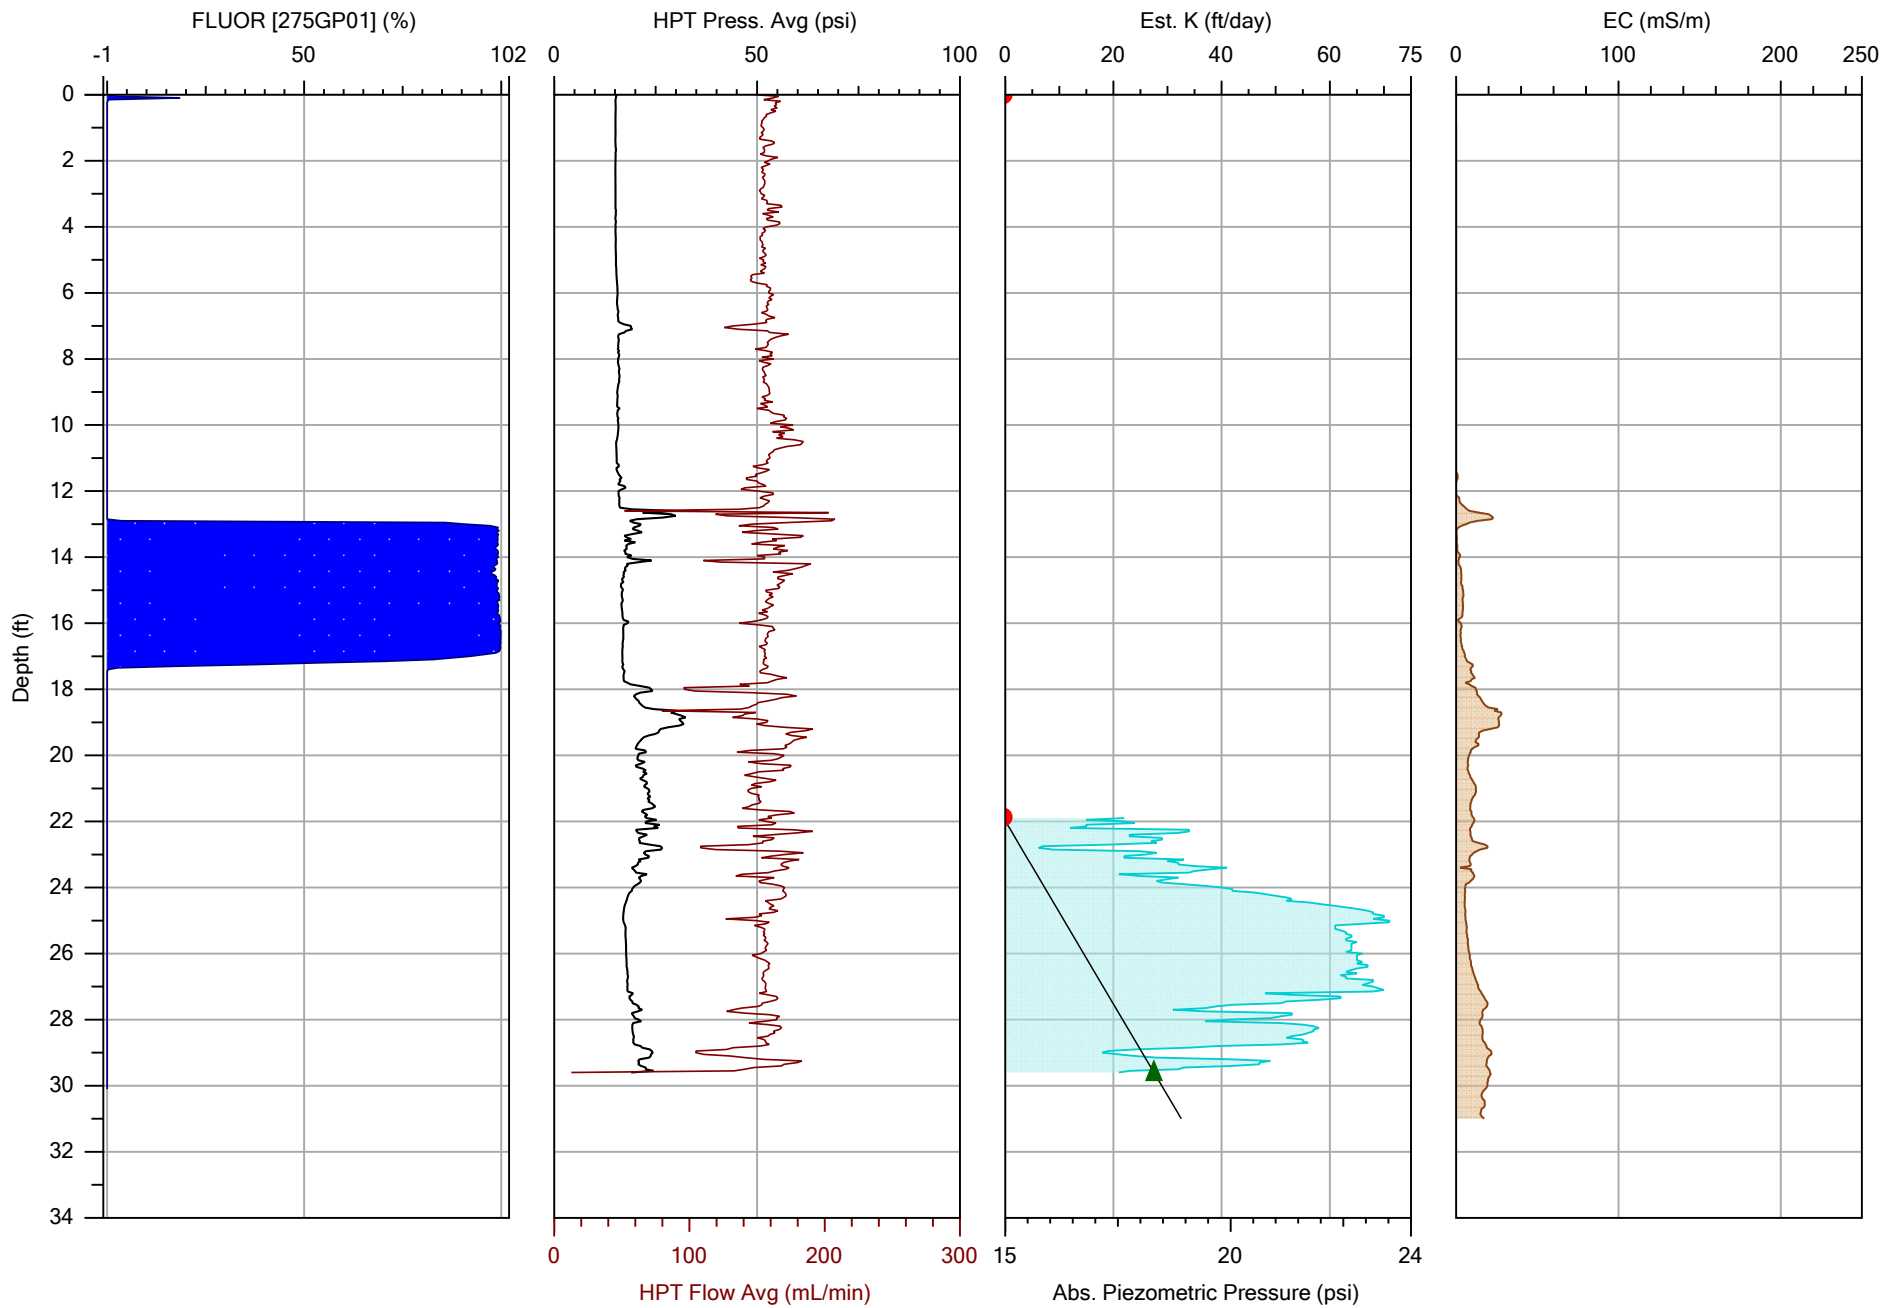 FLUOR [275GP01] (%)
HPT Press. Avg (psi)
Est. K (ft/day)
EC (mS/m)
-1 50 102
0 50 100
0 20 40 60 75
0 100 200 250
Depth (ft)
0
2
4
6
8
10
12
14
16
18
20
22
24
26
28
30
32
34
0 100 200 300
15 20 24
HPT Flow Avg (mL/min)
Abs. Piezometric Pressure (psi)